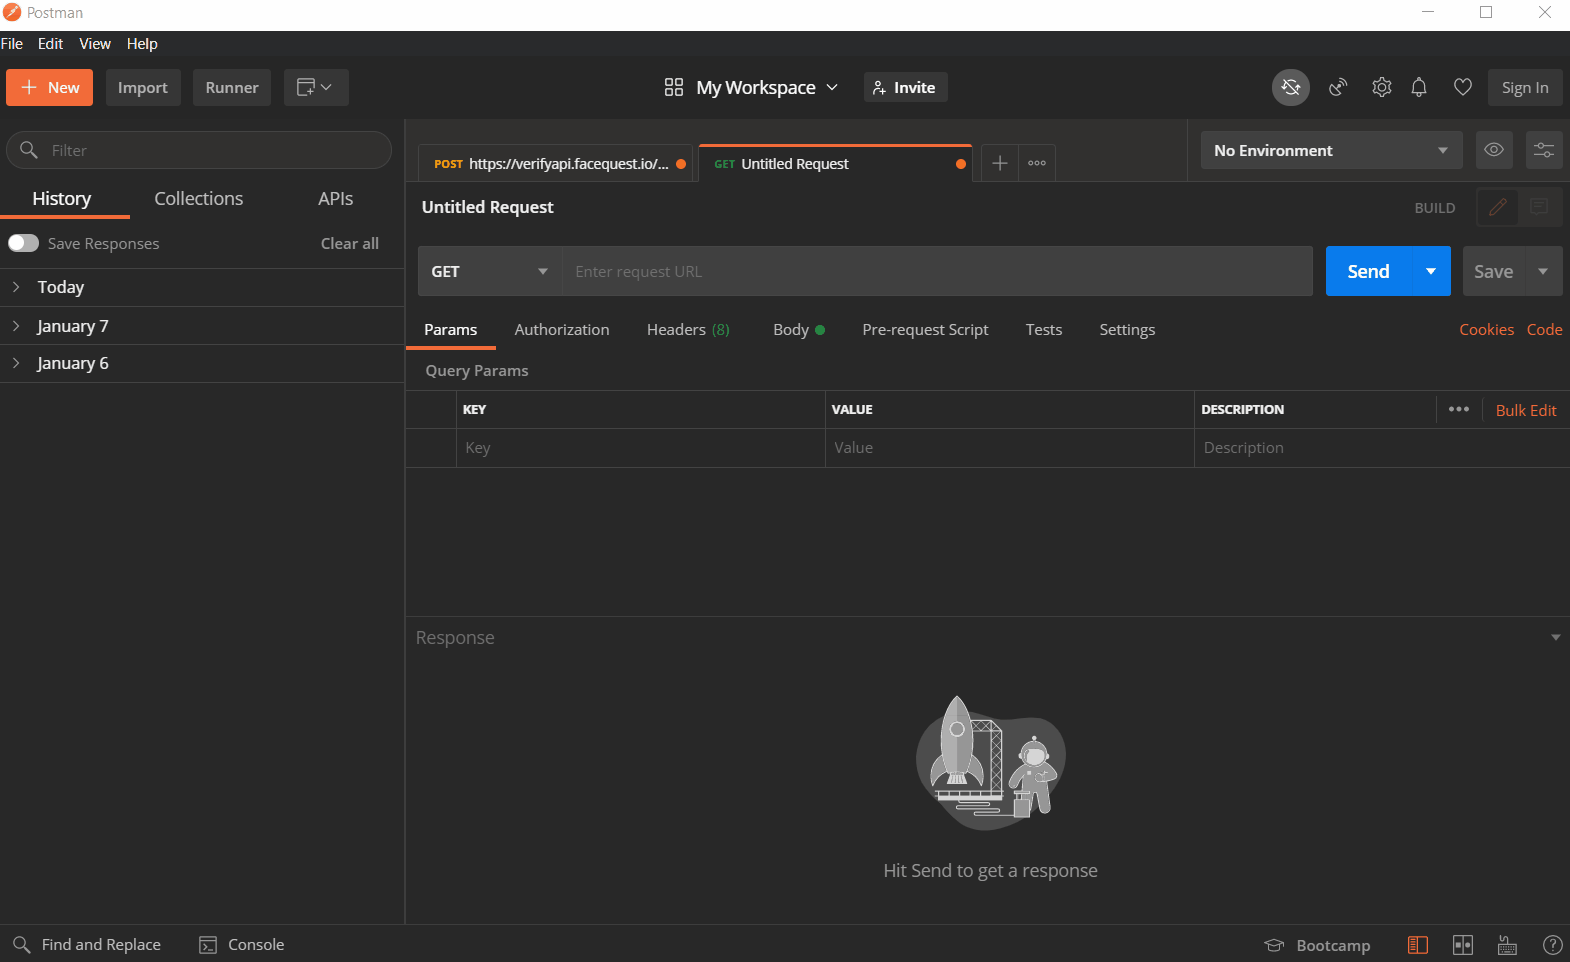 Postman
File Edit View Help
New Import Runner My Workspace Invite Sign In
Filter
POST https://verifyapi.facequest.io/... GET Untitled Request No Environment
History Collections APIs
Untitled Request BUILD
Save Responses Clear all
GET Enter request URL Send Save
Today
January 7
January 6
Params Authorization Headers (8) Body Pre-request Script Tests Settings Cookies Code
Query Params
KEY VALUE DESCRIPTION Bulk Edit
Key Value Description
Response
Hit Send to get a response
Find and Replace Console Bootcamp